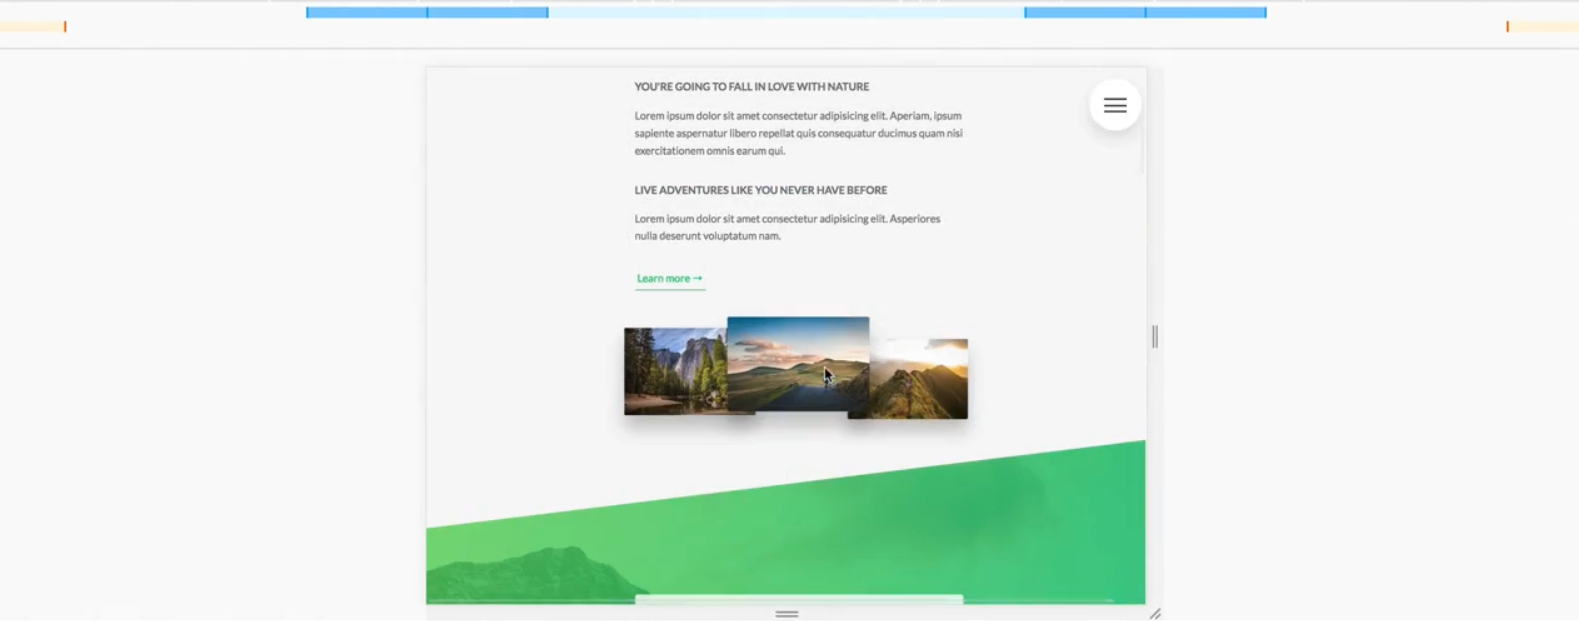 YOU'RE GOING TO FALL IN LOVE WITH NATURE
Lorem ipsum dolor sit amet consectetur adipisicing elit. Aperiam, ipsum
sapiente aspernatur libero repellat quis consequatur ducimus quam nisi
exercitationem omnis earum qui.
LIVE ADVENTURES LIKE YOU NEVER HAVE BEFORE
Lorem ipsum dolor sit amet consectetur adipisicing elit. Asperiores
nulla deserunt voluptatum nam.
Learn more →